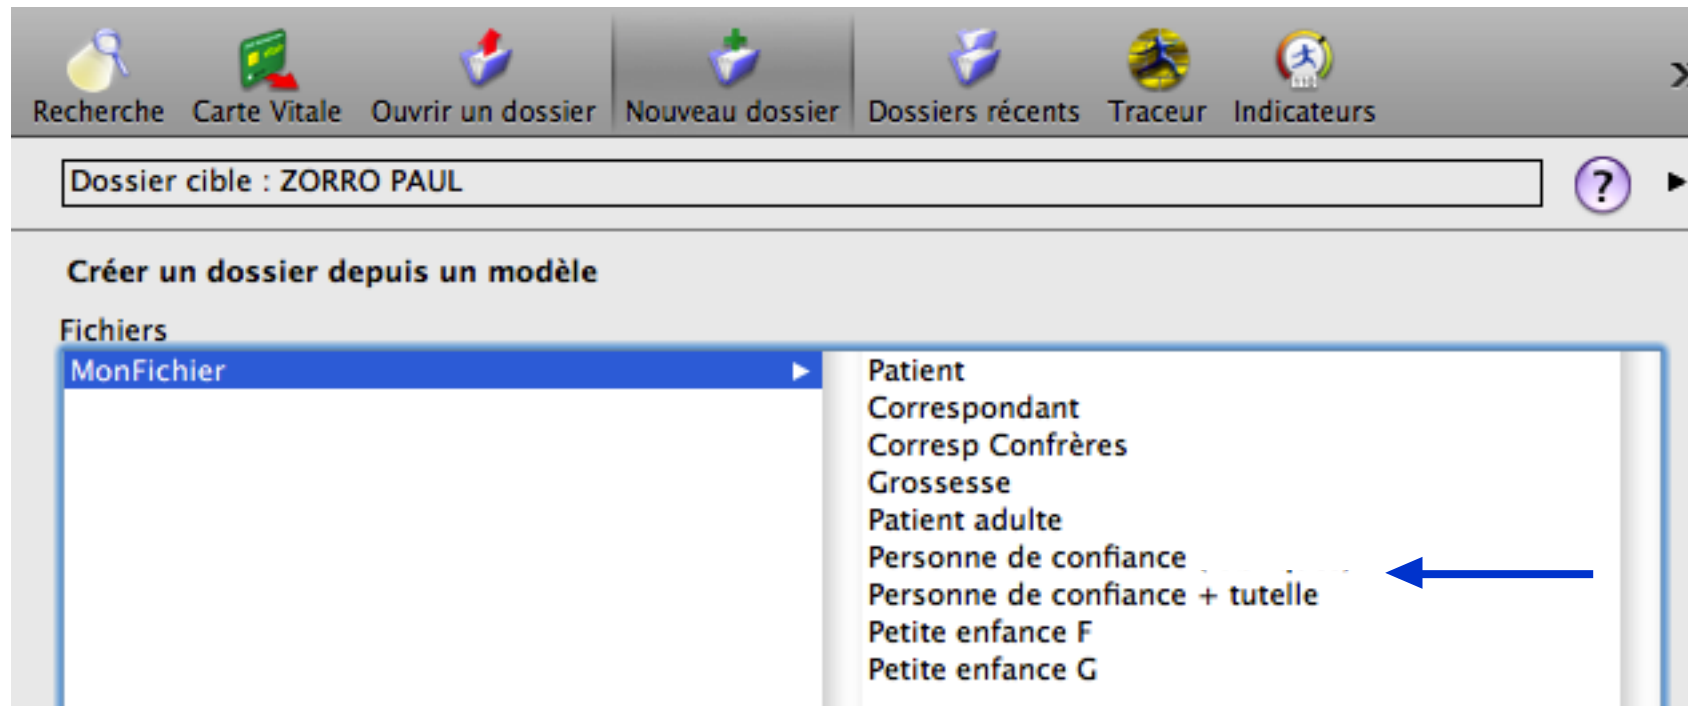 Recherche Carte Vitale Ouvrir un dossier Nouveau dossier Dossiers récents Traceur Indicateurs
Dossier cible : ZORRO PAUL ?
Créer un dossier depuis un modèle
Fichiers
MonFichier
Patient
Correspondant
Corresp Confrères
Grossesse
Patient adulte
Personne de confiance
Personne de confiance + tutelle
Petite enfance F
Petite enfance G